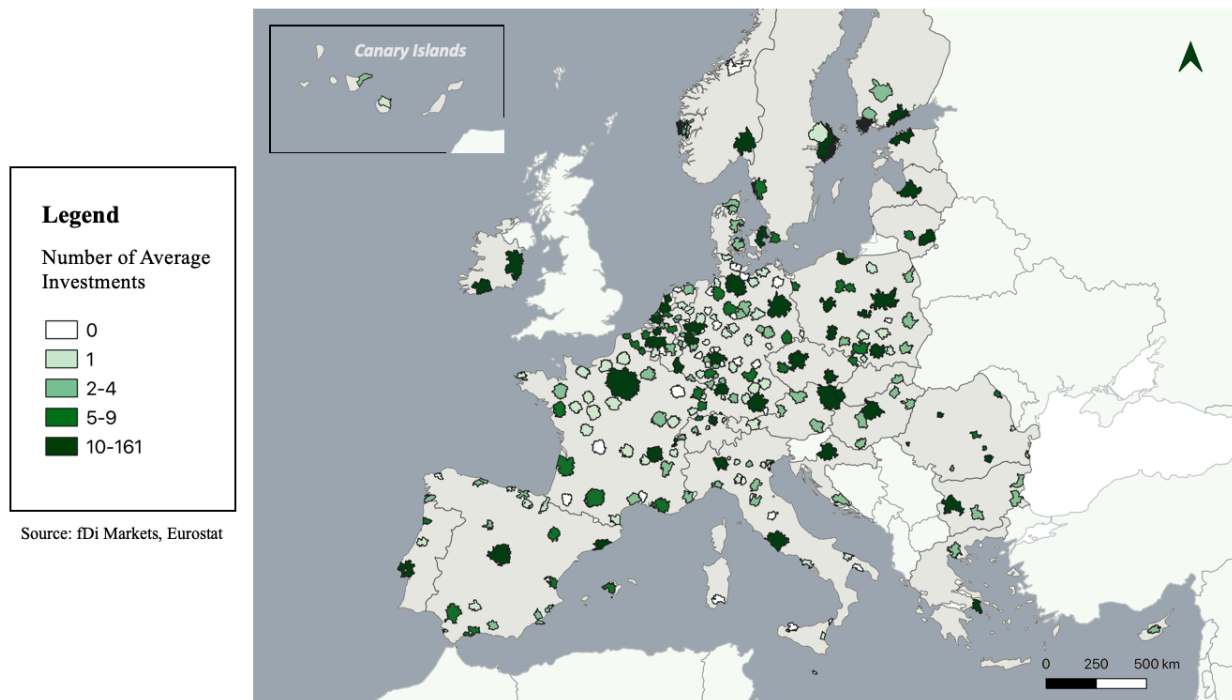 Canary Islands
Legend
Number of Average
Investments
0
1
2-4
5-9
10-161
Source: fDi Markets, Eurostat
0 250 500 km